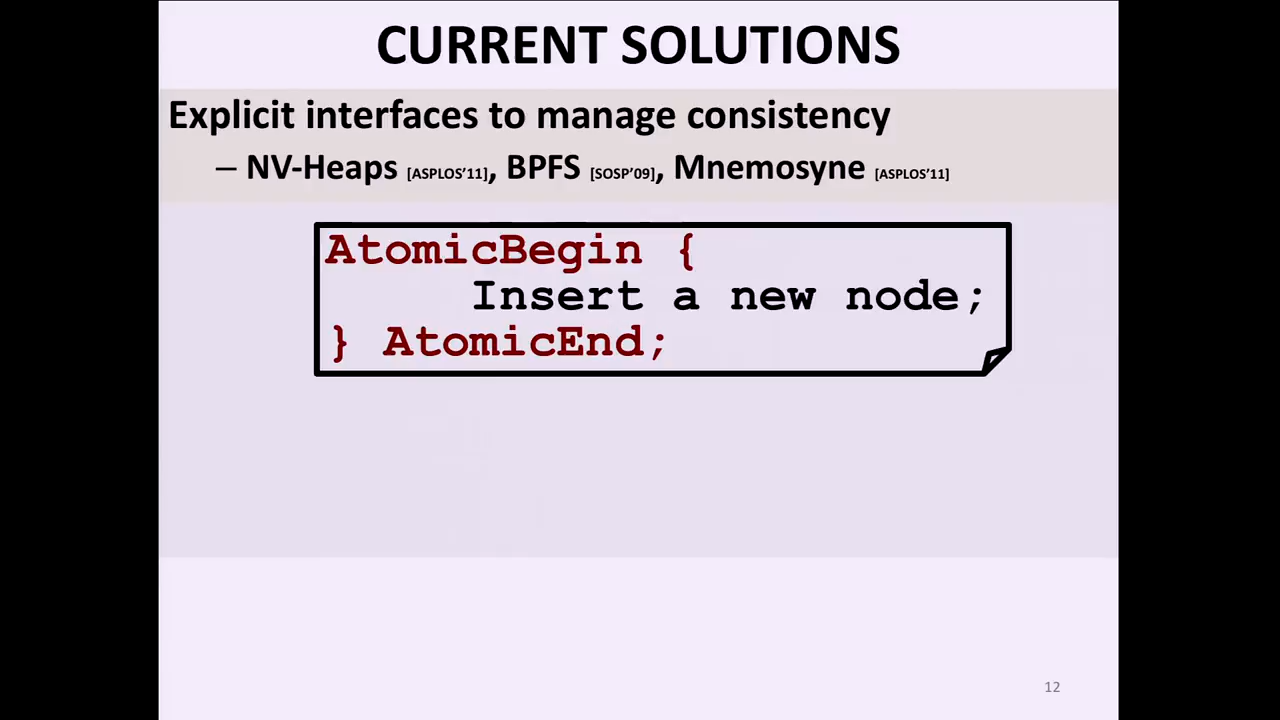 CURRENT SOLUTIONS
Explicit interfaces to manage consistency
– NV-Heaps [ASPLOS’11], BPFS [SOSP’09], Mnemosyne [ASPLOS’11]
AtomicBegin {
Insert a new node;
} AtomicEnd;
12